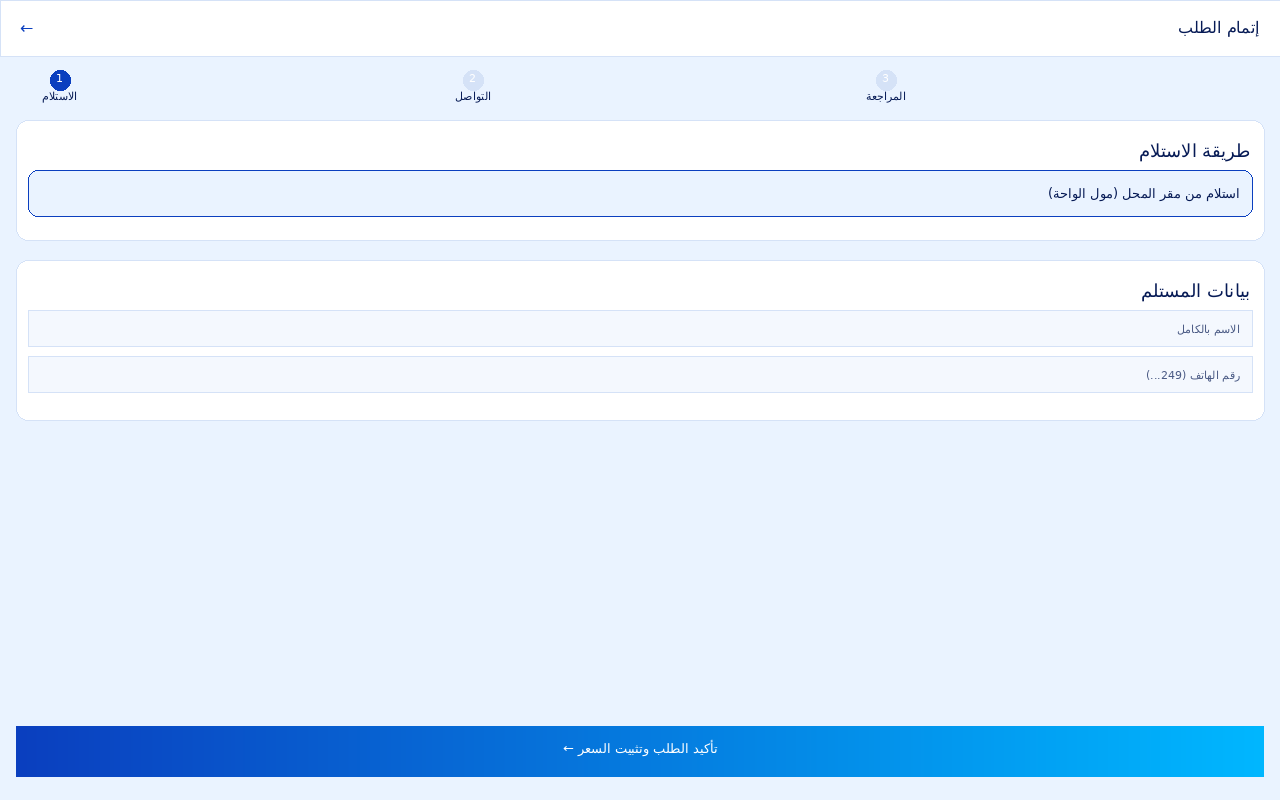 إتمام الطلب
←
1
الاستلام
2
التواصل
3
المراجعة
طريقة الاستلام
استلام من مقر المحل (مول الواحة)
بيانات المستلم
الاسم بالكامل
رقم الهاتف (249...)
تأكيد الطلب وتثبيت السعر ←